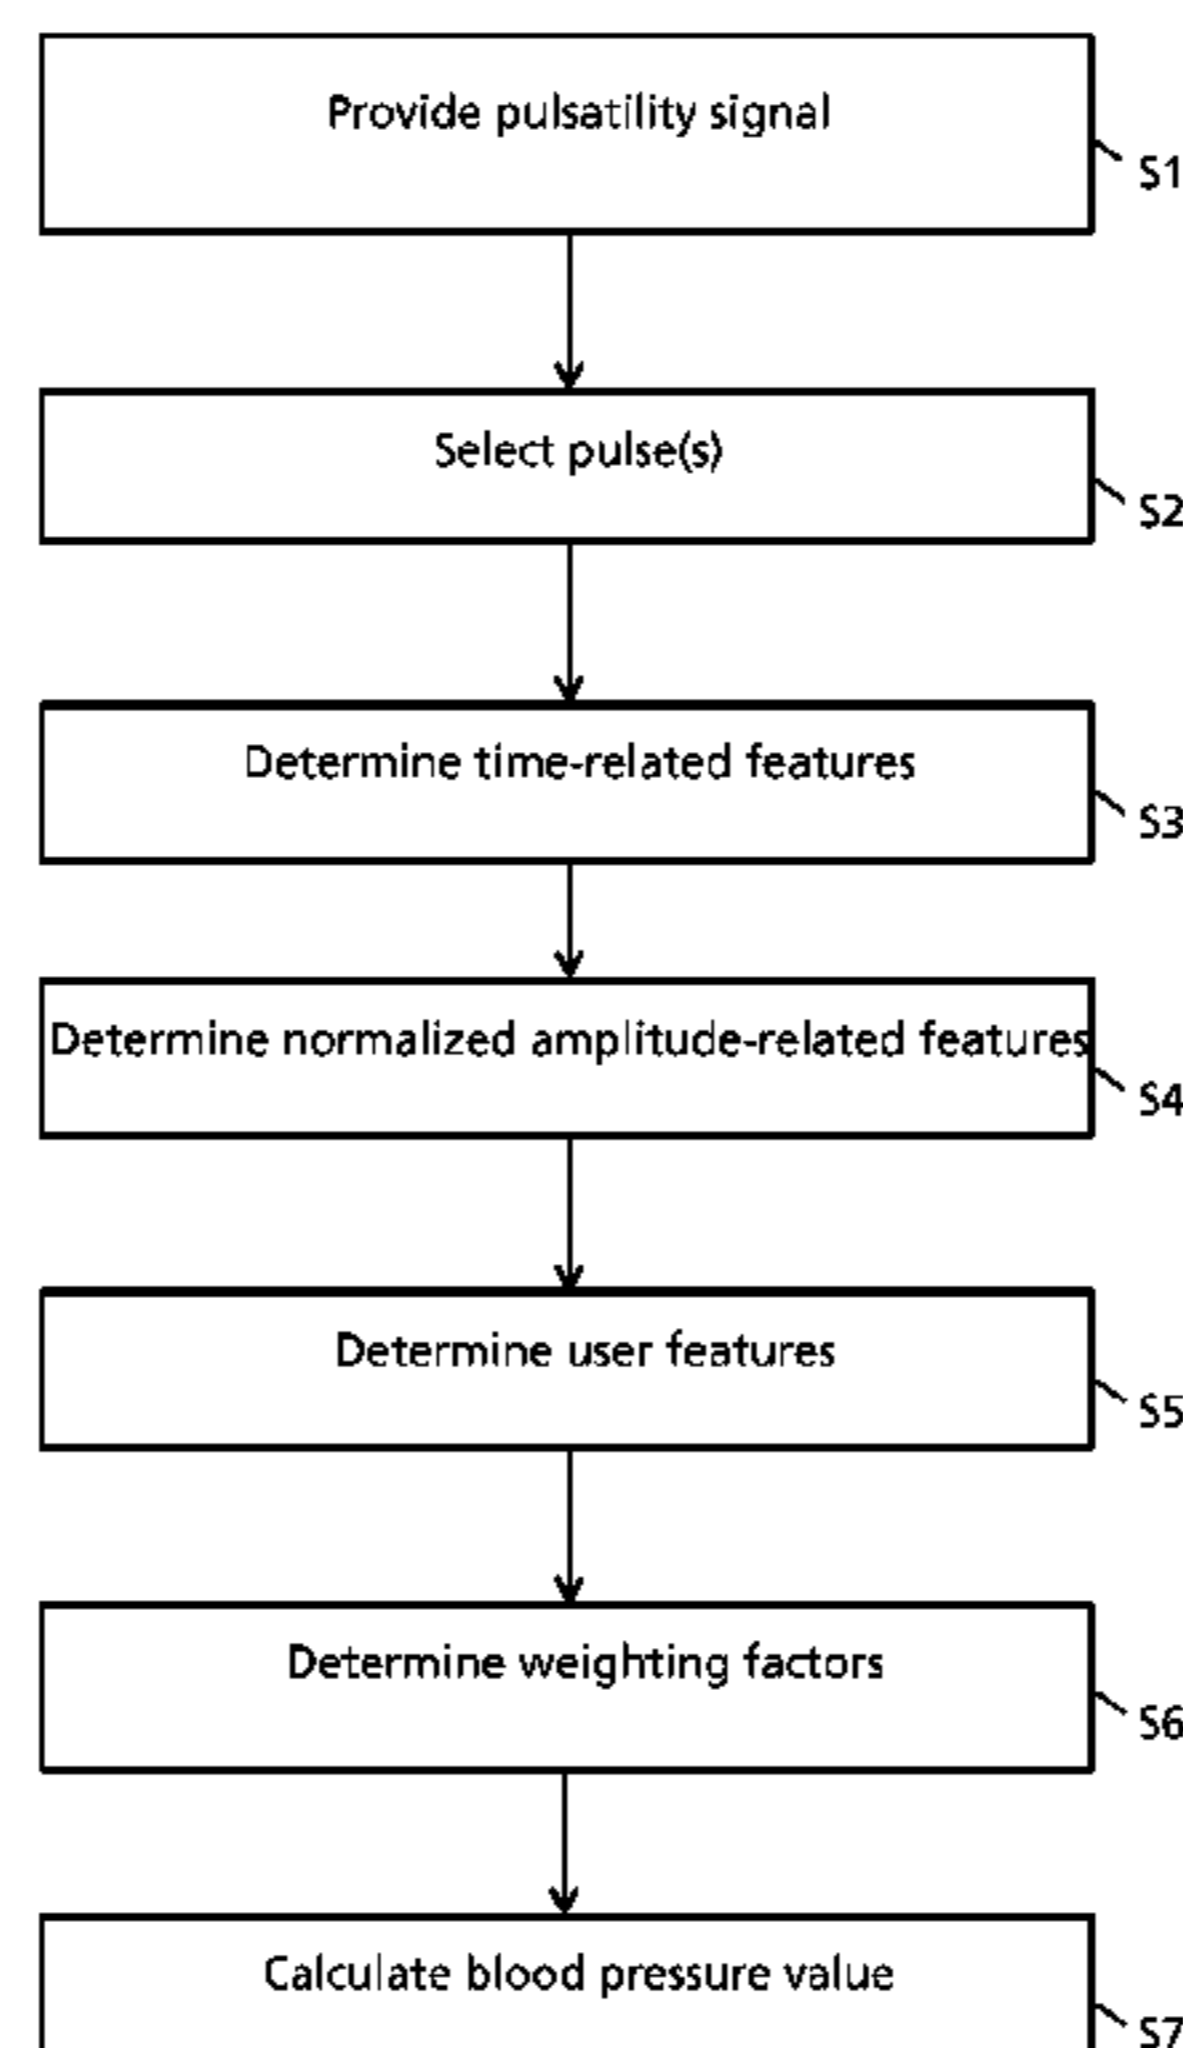 Provide pulsatility signal
S1
Select pulse(s)
S2
Determine time-related features
S3
Determine normalized amplitude-related features
S4
Determine user features
S5
Determine weighting factors
S6
Calculate blood pressure value
S7